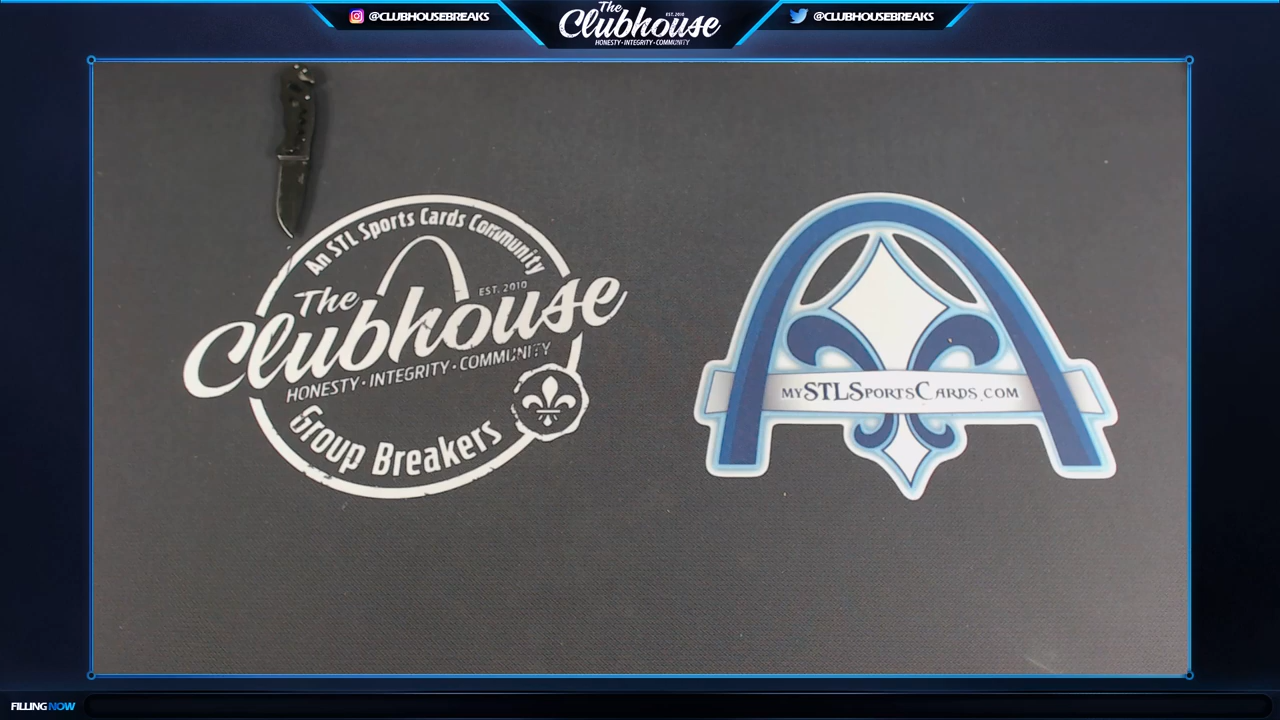 @CLUBHOUSEBREAKS
The
Clubhouse
EST. 2010
HONESTY • INTEGRITY • COMMUNITY
@CLUBHOUSEBREAKS
An STL Sports Cards Community
The
EST. 2010
Clubhouse
HONESTY • INTEGRITY • COMMUNITY
Group Breakers
mySTLSportsCards.com
FILLING NOW